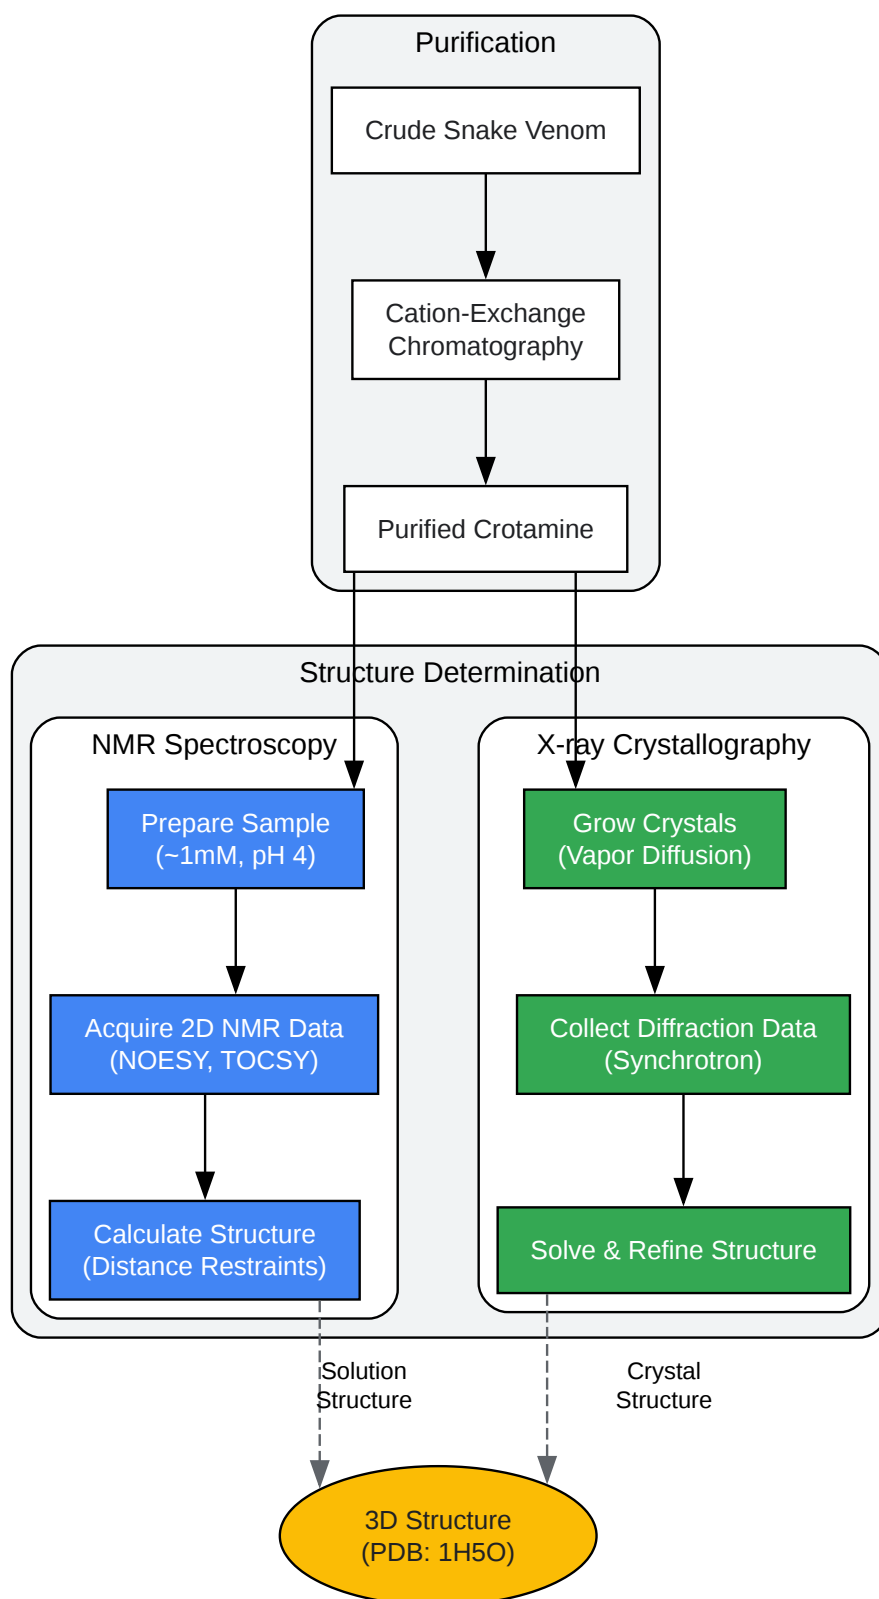 Purification
Crude Snake Venom
Cation-Exchange
Chromatography
Purified Crotamine
Structure Determination
NMR Spectroscopy
Prepare Sample
(~1mM, pH 4)
Acquire 2D NMR Data
(NOESY, TOCSY)
Calculate Structure
(Distance Restraints)
X-ray Crystallography
Grow Crystals
(Vapor Diffusion)
Collect Diffraction Data
(Synchrotron)
Solve & Refine Structure
Solution
Structure
Crystal
Structure
3D Structure
(PDB: 1H5O)